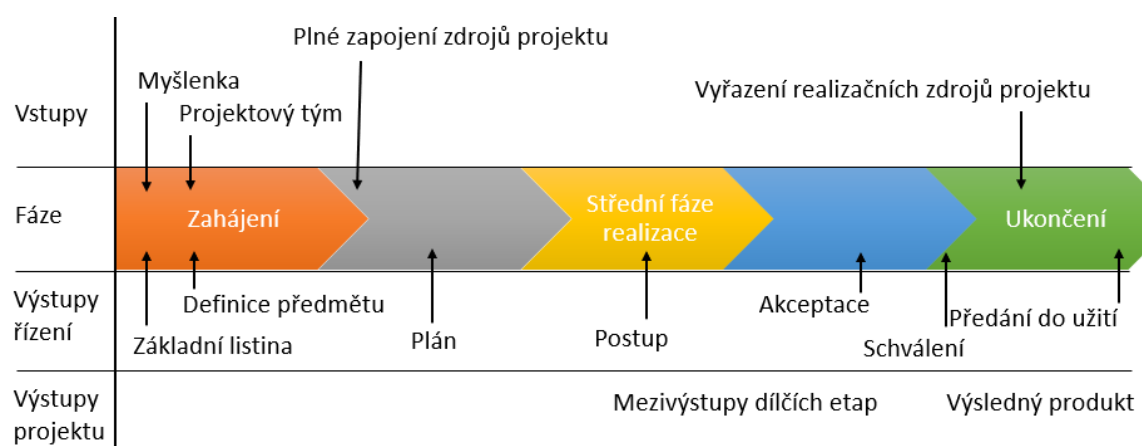 Plné zapojení zdrojů projektu
Myšlenka
Vyřazení realizačních zdrojů projektu
Vstupy
Projektový tým
Fáze
Zahájení
Střední fáze
realizace
Ukončení
Výstupy
řízení
Definice předmětu
Základní listina
Plán
Postup
Akceptace
Schválení
Předání do užití
Výstupy
projektu
Mezivýstupy dílčích etap
Výsledný produkt